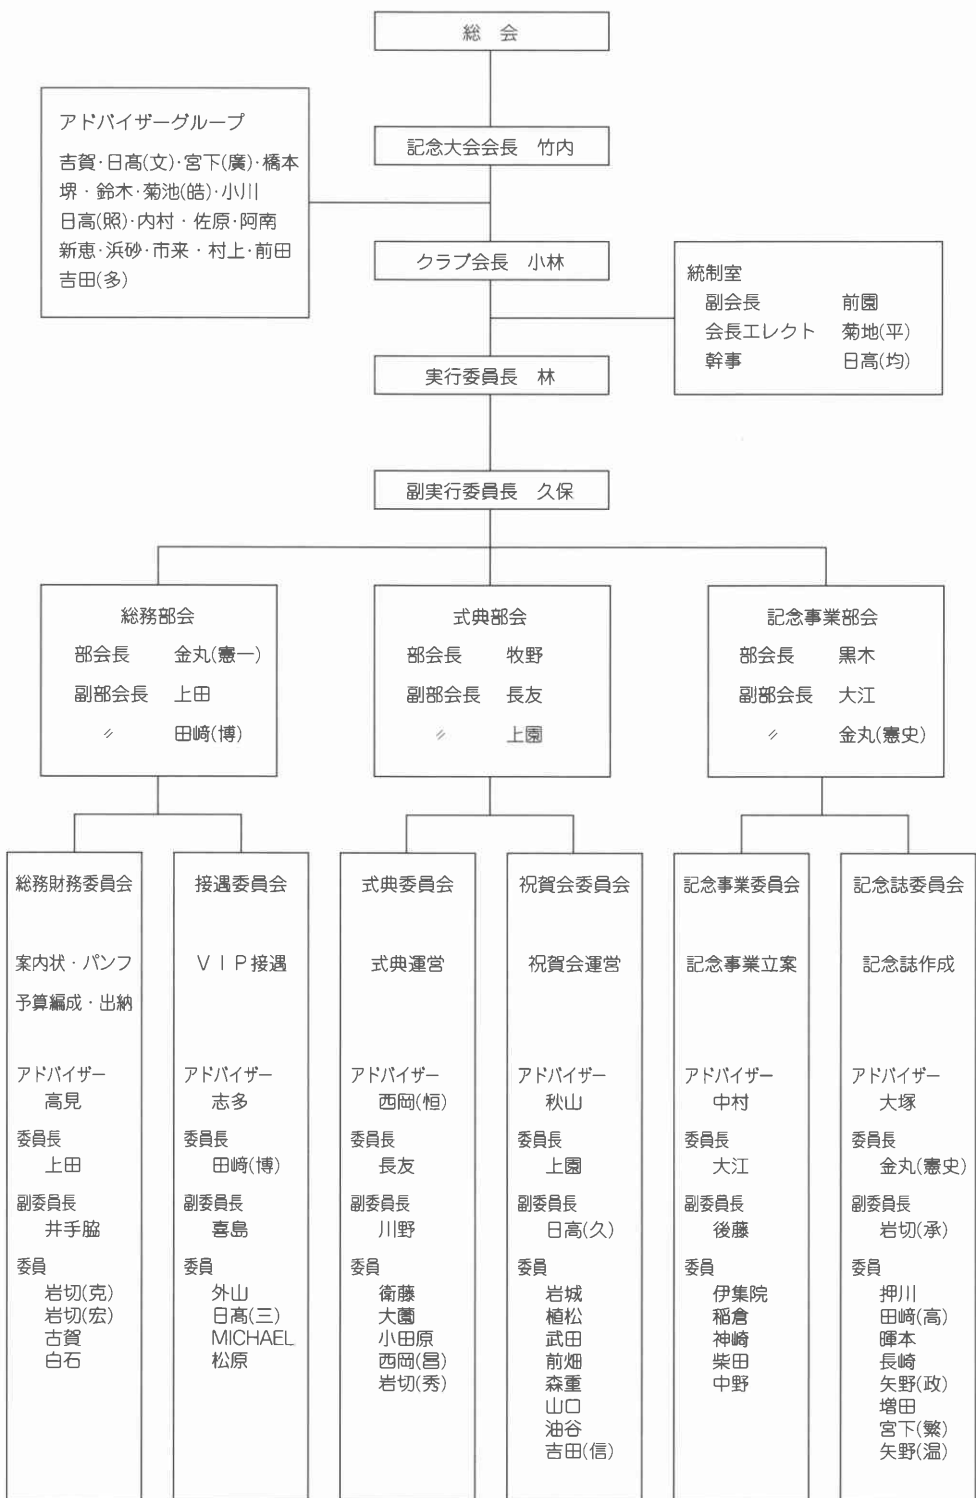 総 会
アドバイザーグループ
吉賀・日髙(文)・宮下(廣)・橋本
堺・鈴木・菊池(皓)・小川
日高(照)・内村・佐原・阿南
新恵・浜砂・市来・村上・前田
吉田(多)
記念大会会長 竹内
クラブ会長 小林
統制室
副会長 前園
会長エレクト 菊地(平)
幹事 日高(均)
実行委員長 林
副実行委員長 久保
総務部会
部会長 金丸(憲一)
副部会長 上田
〃 田﨑(博)
式典部会
部会長 牧野
副部会長 長友
〃 上園
記念事業部会
部会長 黒木
副部会長 大江
〃 金丸(憲史)
総務財務委員会
案内状・パンフ
予算編成・出納
アドバイザー
高見
委員長
上田
副委員長
井手脇
委員
岩切(克)
岩切(宏)
古賀
白石
接遇委員会
VIP接遇
アドバイザー
志多
委員長
田﨑(博)
副委員長
喜島
委員
外山
日髙(三)
MICHAEL
松原
式典委員会
式典運営
アドバイザー
西岡(恒)
委員長
長友
副委員長
川野
委員
衛藤
大薗
小田原
西岡(昌)
岩切(秀)
祝賀会委員会
祝賀会運営
アドバイザー
秋山
委員長
上園
副委員長
日高(久)
委員
岩城
植松
武田
前畑
森重
山口
油谷
吉田(信)
記念事業委員会
記念事業立案
アドバイザー
中村
委員長
大江
副委員長
後藤
委員
伊集院
稲倉
神崎
柴田
中野
記念誌委員会
記念誌作成
アドバイザー
大塚
委員長
金丸(憲史)
副委員長
岩切(承)
委員
押川
田﨑(高)
暉本
長崎
矢野(政)
増田
宮下(繁)
矢野(温)